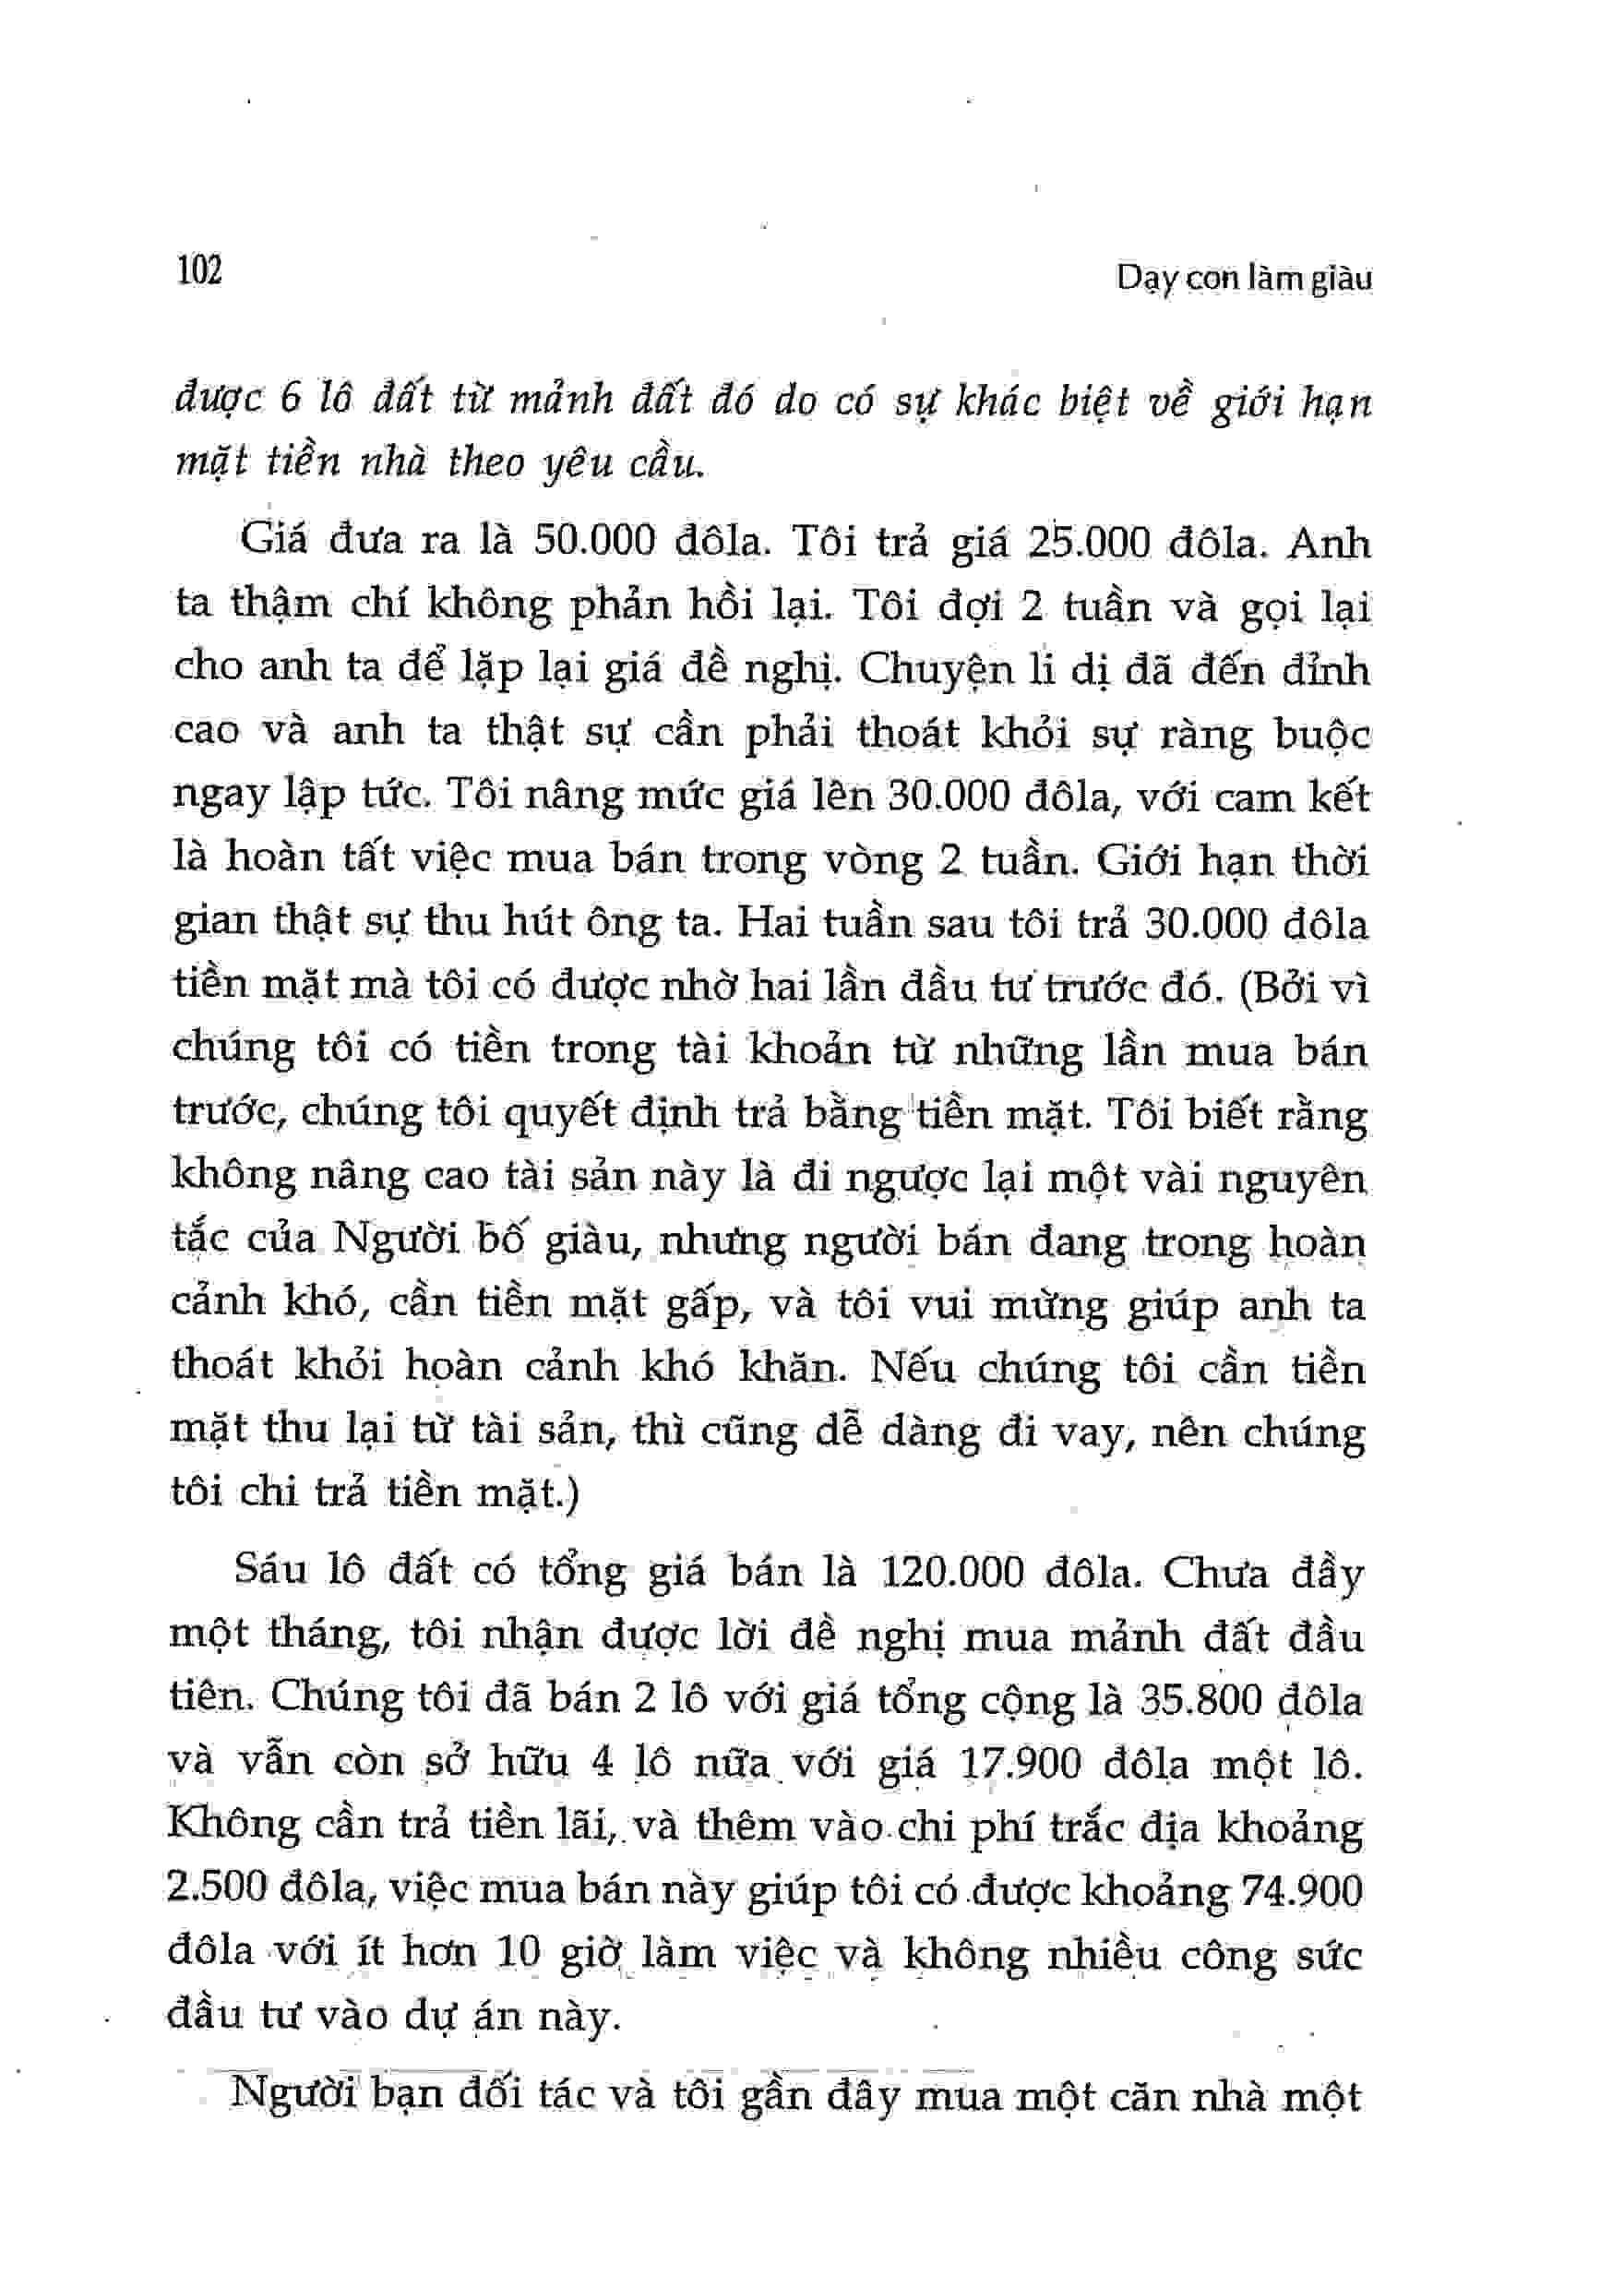 102
Dạy con làm giàu
được 6 lô đất từ mảnh đất đó do có sự khác biệt về giới hạn
mặt tiền nhà theo yêu cầu.
Giá đưa ra là 50.000 đôla. Tôi trả giá 25.000 đôla. Anh
ta thậm chí không phản hồi lại. Tôi đợi 2 tuần và gọi lại
cho anh ta để lặp lại giá đề nghị. Chuyện li dị đã đến đỉnh
cao và anh ta thật sự cần phải thoát khỏi sự ràng buộc
ngay lập tức. Tôi nâng mức giá lên 30.000 đôla, với cam kết
là hoàn tất việc mua bán trong vòng 2 tuần. Giới hạn thời
gian thật sự thu hút ông ta. Hai tuần sau tôi trả 30.000 đôla
tiền mặt mà tôi có được nhờ hai lần đầu tư trước đó. (Bởi vì
chúng tôi có tiền trong tài khoản từ những lần mua bán
trước, chúng tôi quyết định trả bằng tiền mặt. Tôi biết rằng
không nâng cao tài sản này là đi ngược lại một vài nguyên
tắc của Người bố giàu, nhưng người bán đang trong hoàn
cảnh khó, cần tiền mặt gấp, và tôi vui mừng giúp anh ta
thoát khỏi hoàn cảnh khó khăn. Nếu chúng tôi cần tiền
mặt thu lại từ tài sản, thì cũng dễ dàng đi vay, nên chúng
tôi chi trả tiền mặt.)
Sáu lô đất có tổng giá bán là 120.000 đôla. Chưa đầy
một tháng, tôi nhận được lời đề nghị mua mảnh đất đầu
tiên. Chúng tôi đã bán 2 lô với giá tổng cộng là 35.800 đôla
và vẫn còn sở hữu 4 lô nữa với giá 17.900 đôla một lô.
Không cần trả tiền lãi, và thêm vào chi phí trắc địa khoảng
2.500 đôla, việc mua bán này giúp tôi có được khoảng 74.900
đôla với ít hơn 10 giờ làm việc và không nhiều công sức
đầu tư vào dự án này.
Người bạn đối tác và tôi gần đây mua một căn nhà một